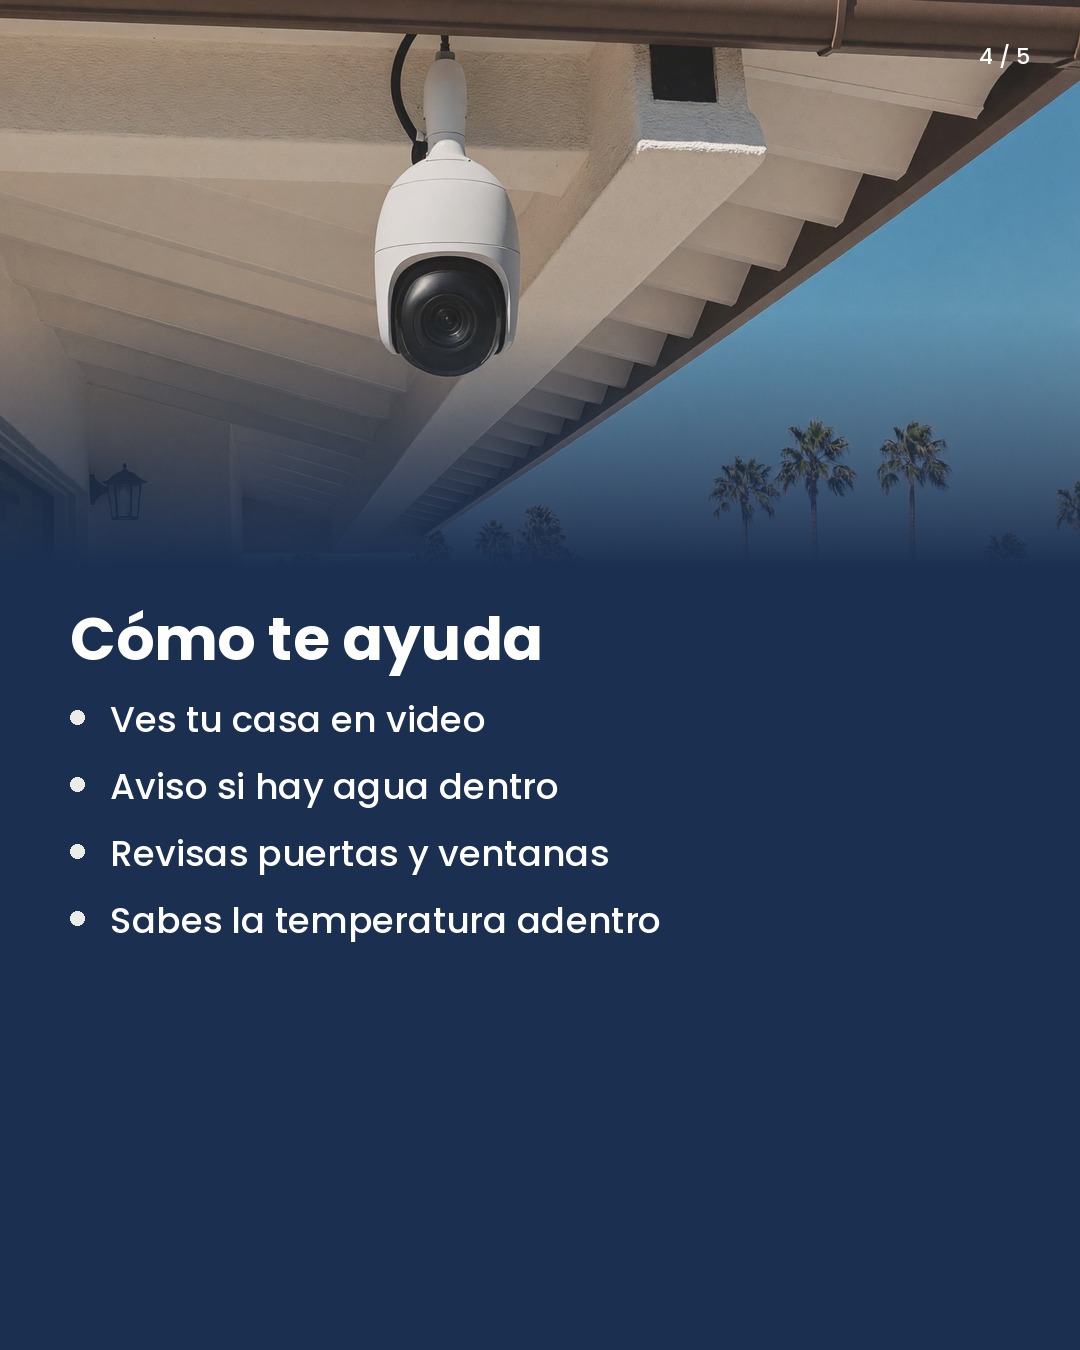 4 / 5
Cómo te ayuda
Ves tu casa en video
Aviso si hay agua dentro
Revisas puertas y ventanas
Sabes la temperatura adentro